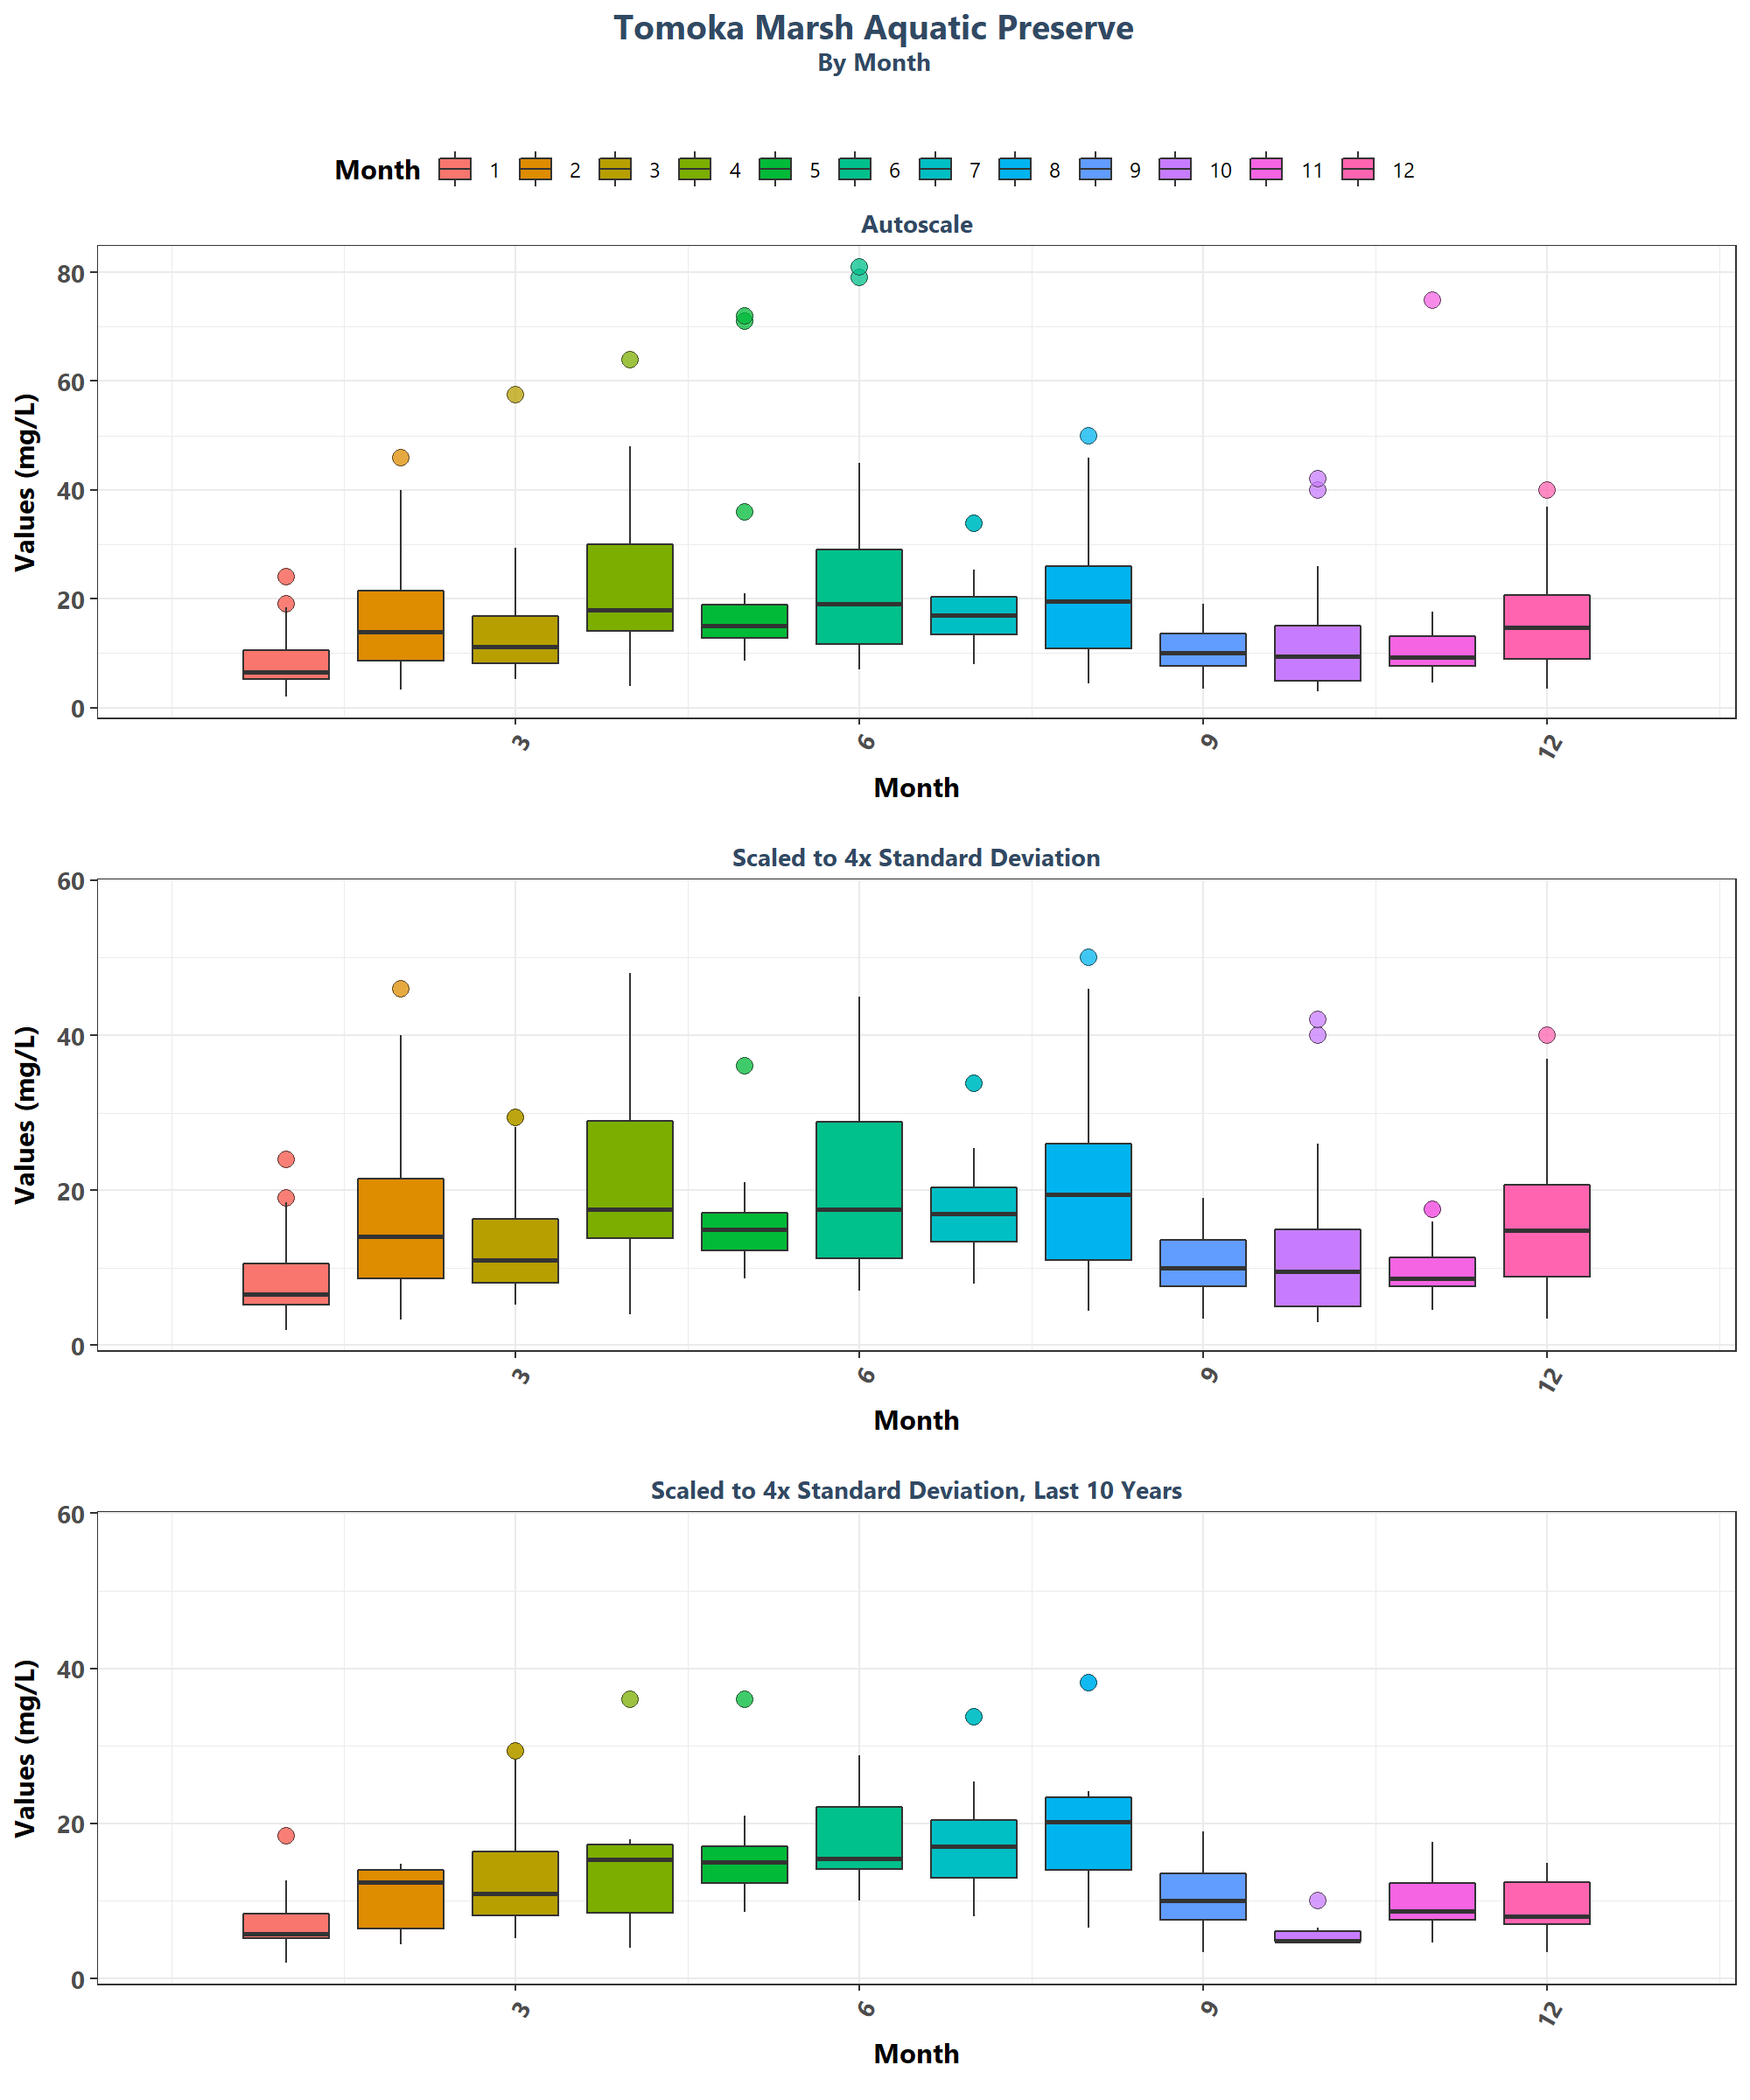 Tomoka Marsh Aquatic Preserve
By Month
Month 1 2 3 4 5 6 7 8 9 10 11 12
Autoscale
Values (mg/L)
80
60
40
20
0
3 6 9 12
Month
Scaled to 4x Standard Deviation
Values (mg/L)
60
40
20
0
3 6 9 12
Month
Scaled to 4x Standard Deviation, Last 10 Years
Values (mg/L)
60
40
20
0
3 6 9 12
Month